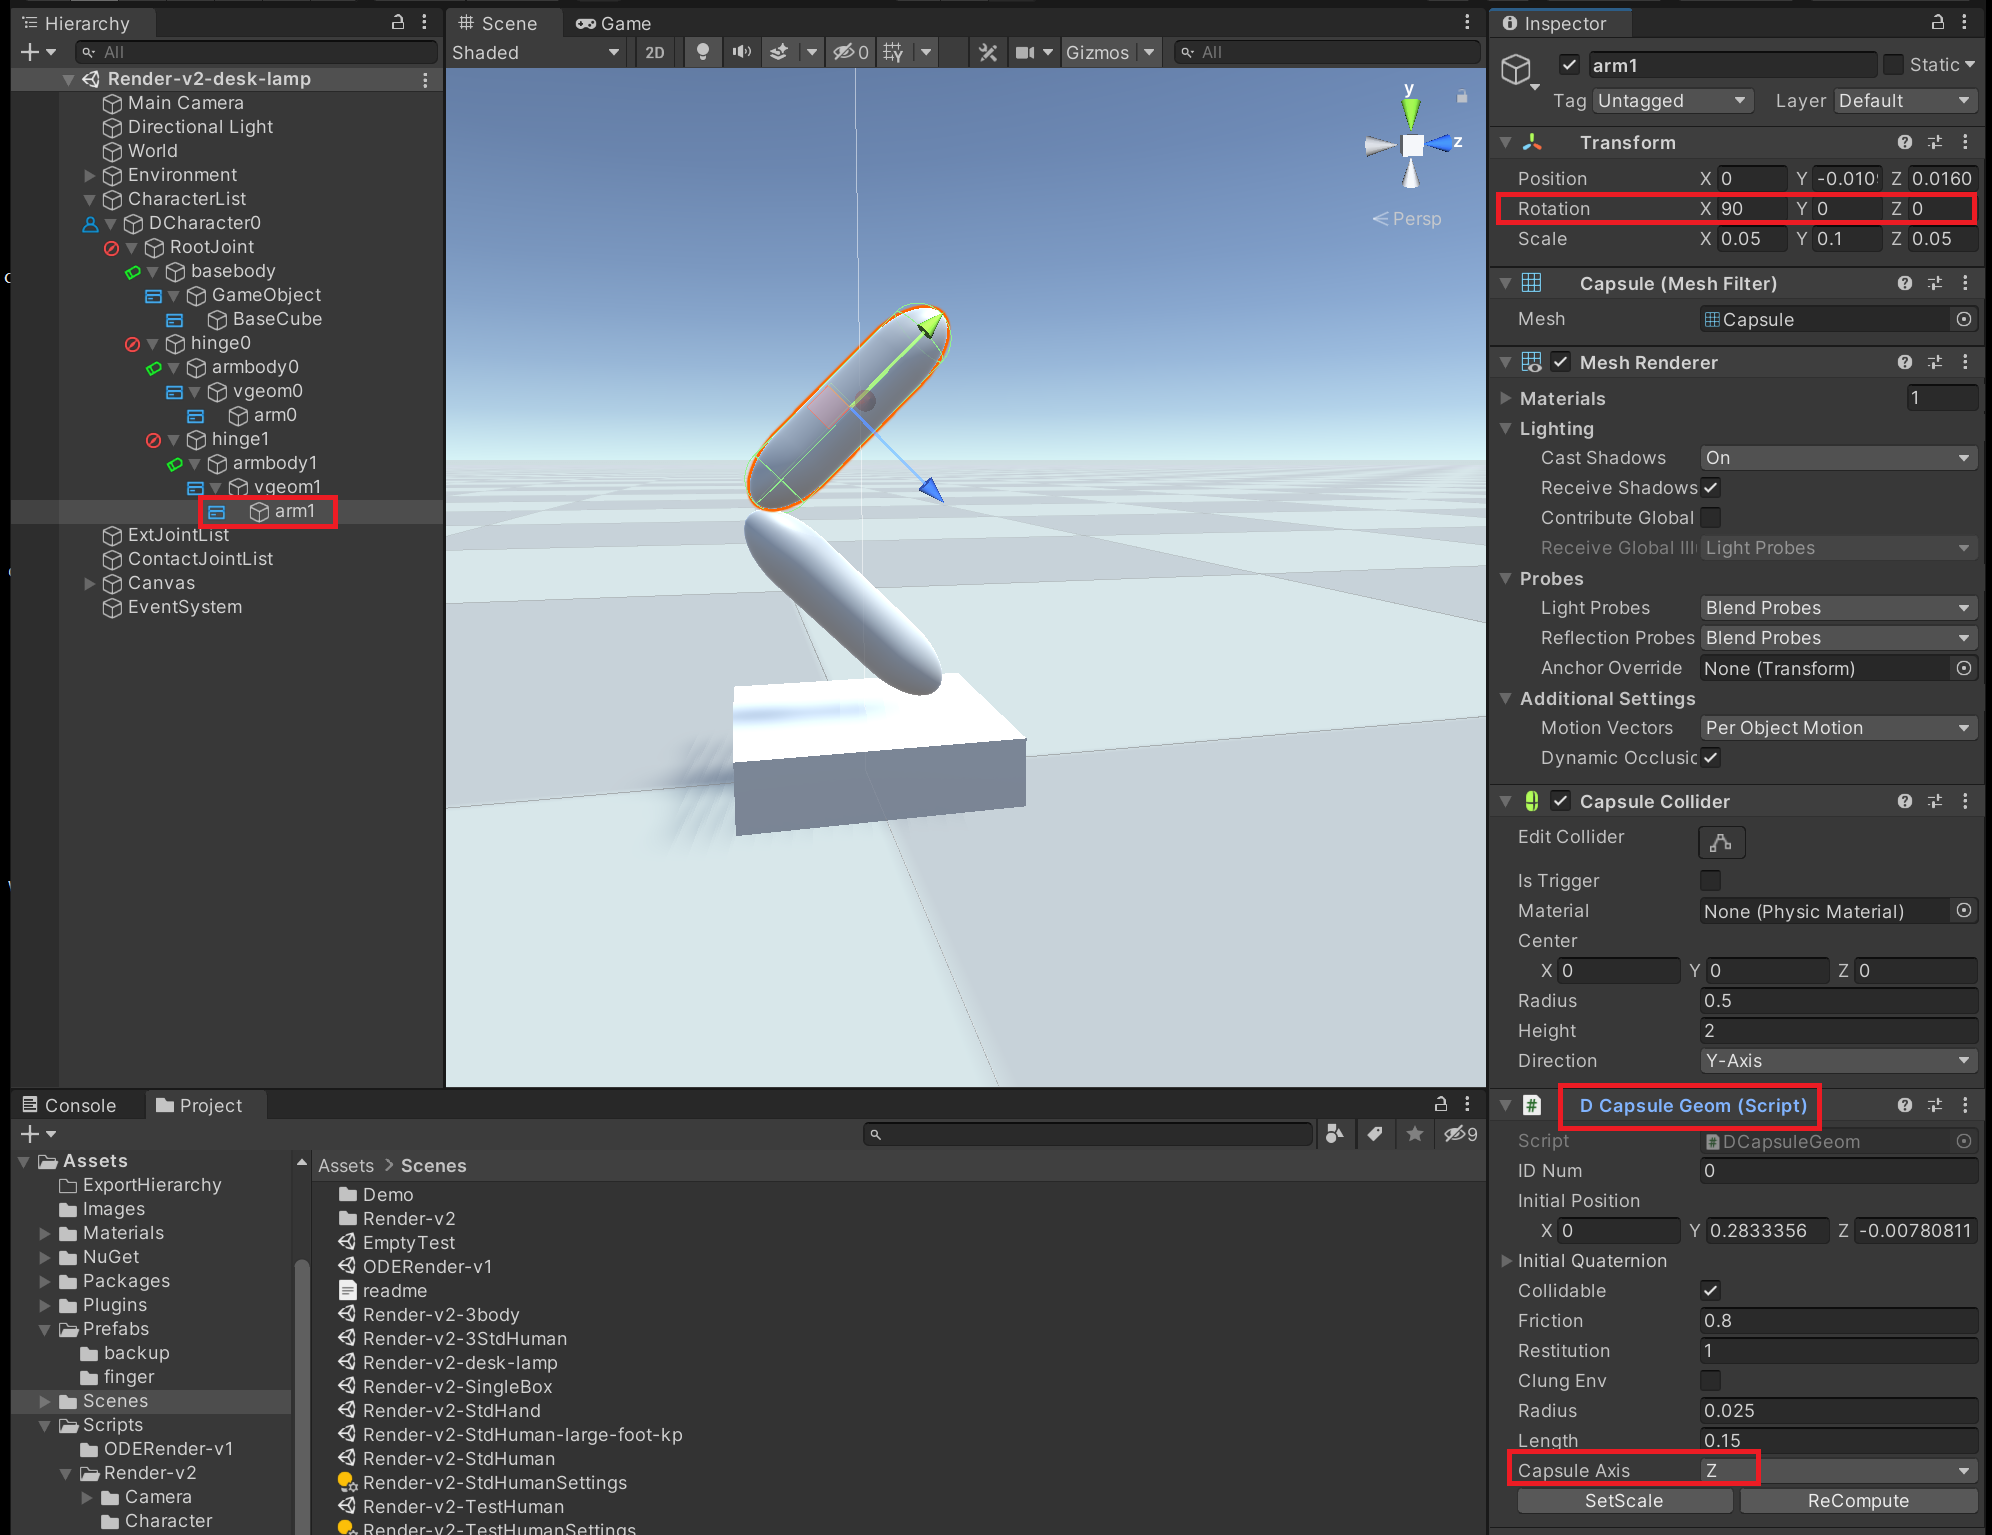 Hierarchy
All
Render-v2-desk-lamp
Main Camera
Directional Light
World
Environment
CharacterList
DCharacter0
RootJoint
basebody
GameObject
BaseCube
hinge0
armbody0
vgeom0
arm0
hinge1
armbody1
vgeom1
arm1
ExtJointList
ContactJointList
Canvas
EventSystem
Scene
Game
Shaded
2D
0
Gizmos
All
y
z
Persp
Inspector
arm1
Static
Tag Untagged Layer Default
Transform
Position X 0 Y -0.010 Z 0.0160
Rotation X 90 Y 0 Z 0
Scale X 0.05 Y 0.1 Z 0.05
Capsule (Mesh Filter)
Mesh Capsule
Mesh Renderer
Materials 1
Lighting
Cast Shadows On
Receive Shadows
Contribute Global
Receive Global Ill Light Probes
Probes
Light Probes Blend Probes
Reflection Probes Blend Probes
Anchor Override None (Transform)
Additional Settings
Motion Vectors Per Object Motion
Dynamic Occlusic
Capsule Collider
Edit Collider
Is Trigger
Material None (Physic Material)
Center
X 0 Y 0 Z 0
Radius 0.5
Height 2
Direction Y-Axis
# D Capsule Geom (Script)
Script # DCapsuleGeom
ID Num 0
Initial Position
X 0 Y 0.2833356 Z -0.00780811
Initial Quaternion
Collidable
Friction 0.8
Restitution 1
Clung Env
Radius 0.025
Length 0.15
Capsule Axis Z
SetScale ReCompute
Console
Project
9
Assets
ExportHierarchy
Images
Materials
NuGet
Packages
Plugins
Prefabs
backup
finger
Scenes
Scripts
ODERender-v1
Render-v2
Camera
Character
Assets > Scenes
Demo
Render-v2
EmptyTest
ODERender-v1
readme
Render-v2-3body
Render-v2-3StdHuman
Render-v2-desk-lamp
Render-v2-SingleBox
Render-v2-StdHand
Render-v2-StdHuman-large-foot-kp
Render-v2-StdHuman
Render-v2-StdHumanSettings
Render-v2-TestHuman
Render-v2-TestHumanSettings